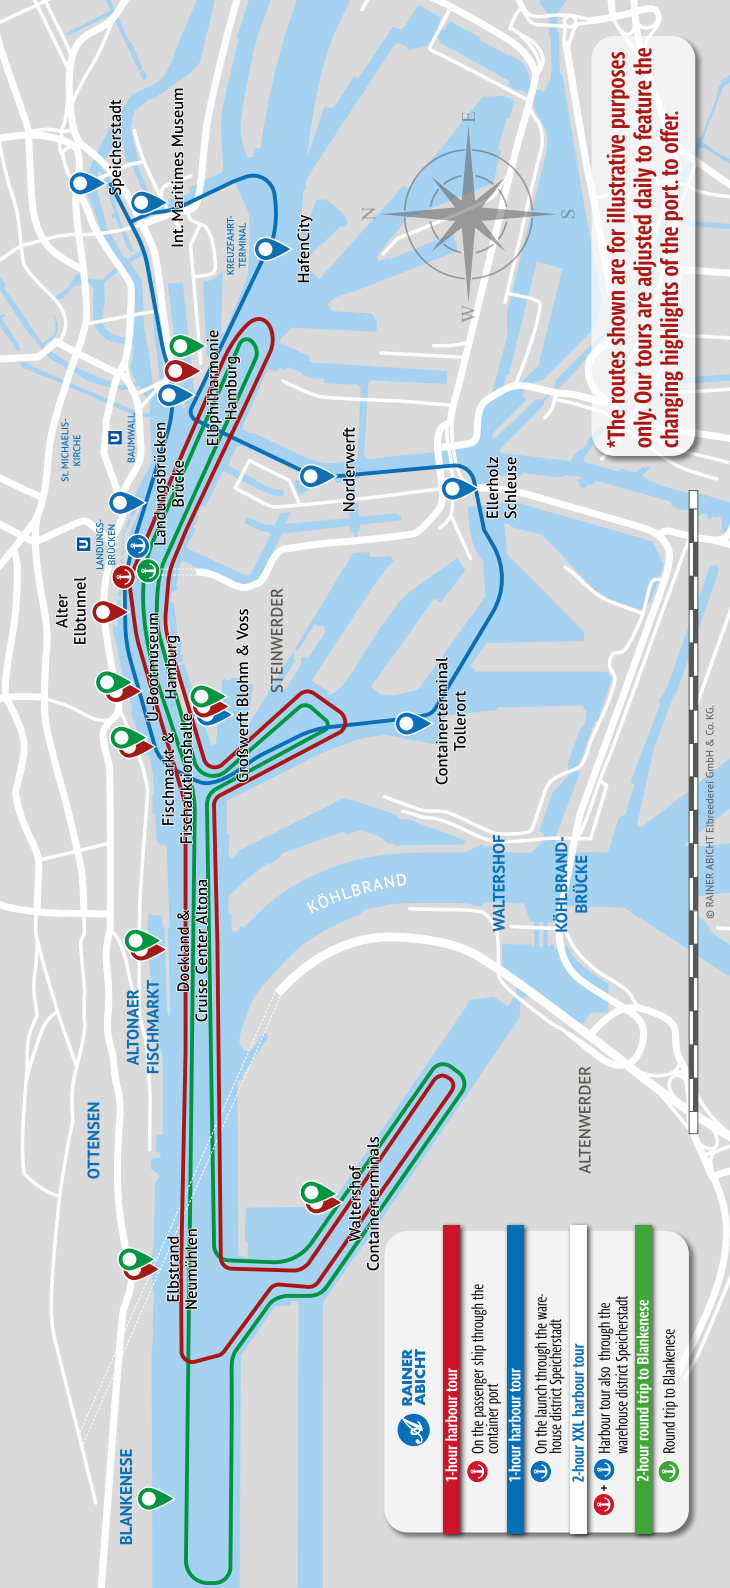 BLANKENESE
OTTENSEN
ALTONAER
FISCHMARKT
Elbstrand
Neumühlen
Dockland &
Cruise Center Altona
Fischmarkt &
Fischauktionshalle
U-Bootmuseum
Hamburg
Alter
Elbtunnel
LANDUNGS-
BRÜCKEN
U
Landungsbrücken
Brücke
St. MICHAELIS-
KIRCHE
U
BAUMWALL
Elbphilharmonie
Hamburg
Speicherstadt
Int. Maritimes Museum
KREUZFAHRT-
TERMINAL
HafenCity
Großwerft Blohm & Voss
STEINWERDER
Norderwerft
Ellerholz
Schleuse
Containerterminal
Tollerort
Waltershof
Containerterminals
KÖHLBRAND
WALTERSHOF
KÖHLBRAND-
BRÜCKE
ALTENWERDER
N
E
S
W
*The routes shown are for illustrative purposes
only. Our tours are adjusted daily to feature the
changing highlights of the port. to offer.
RAINER
ABICHT
1-hour harbour tour
On the passenger ship through the
container port
1-hour harbour tour
On the launch through the ware-
house district Speicherstadt
2-hour XXL harbour tour
+ Harbour tour also through the
warehouse district Speicherstadt
2-hour round trip to Blankenese
Round trip to Blankenese
© RAINER ABICHT Elbreederei GmbH & Co. KG.